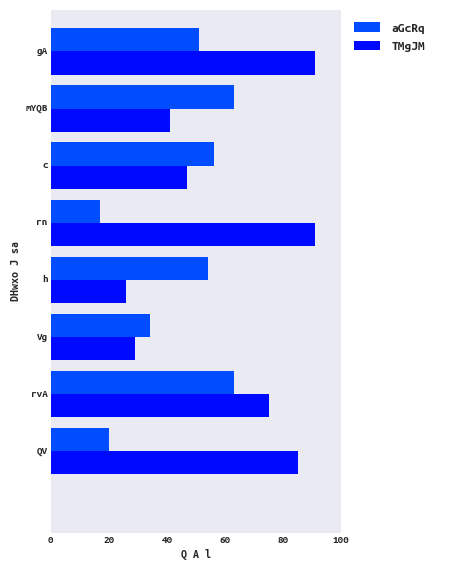 aGcRq
TMgJM
gA
mYQB
c
rn
h
Vg
rvA
QV
DHwxo J sa
0 20 40 60 80 100
Q A l